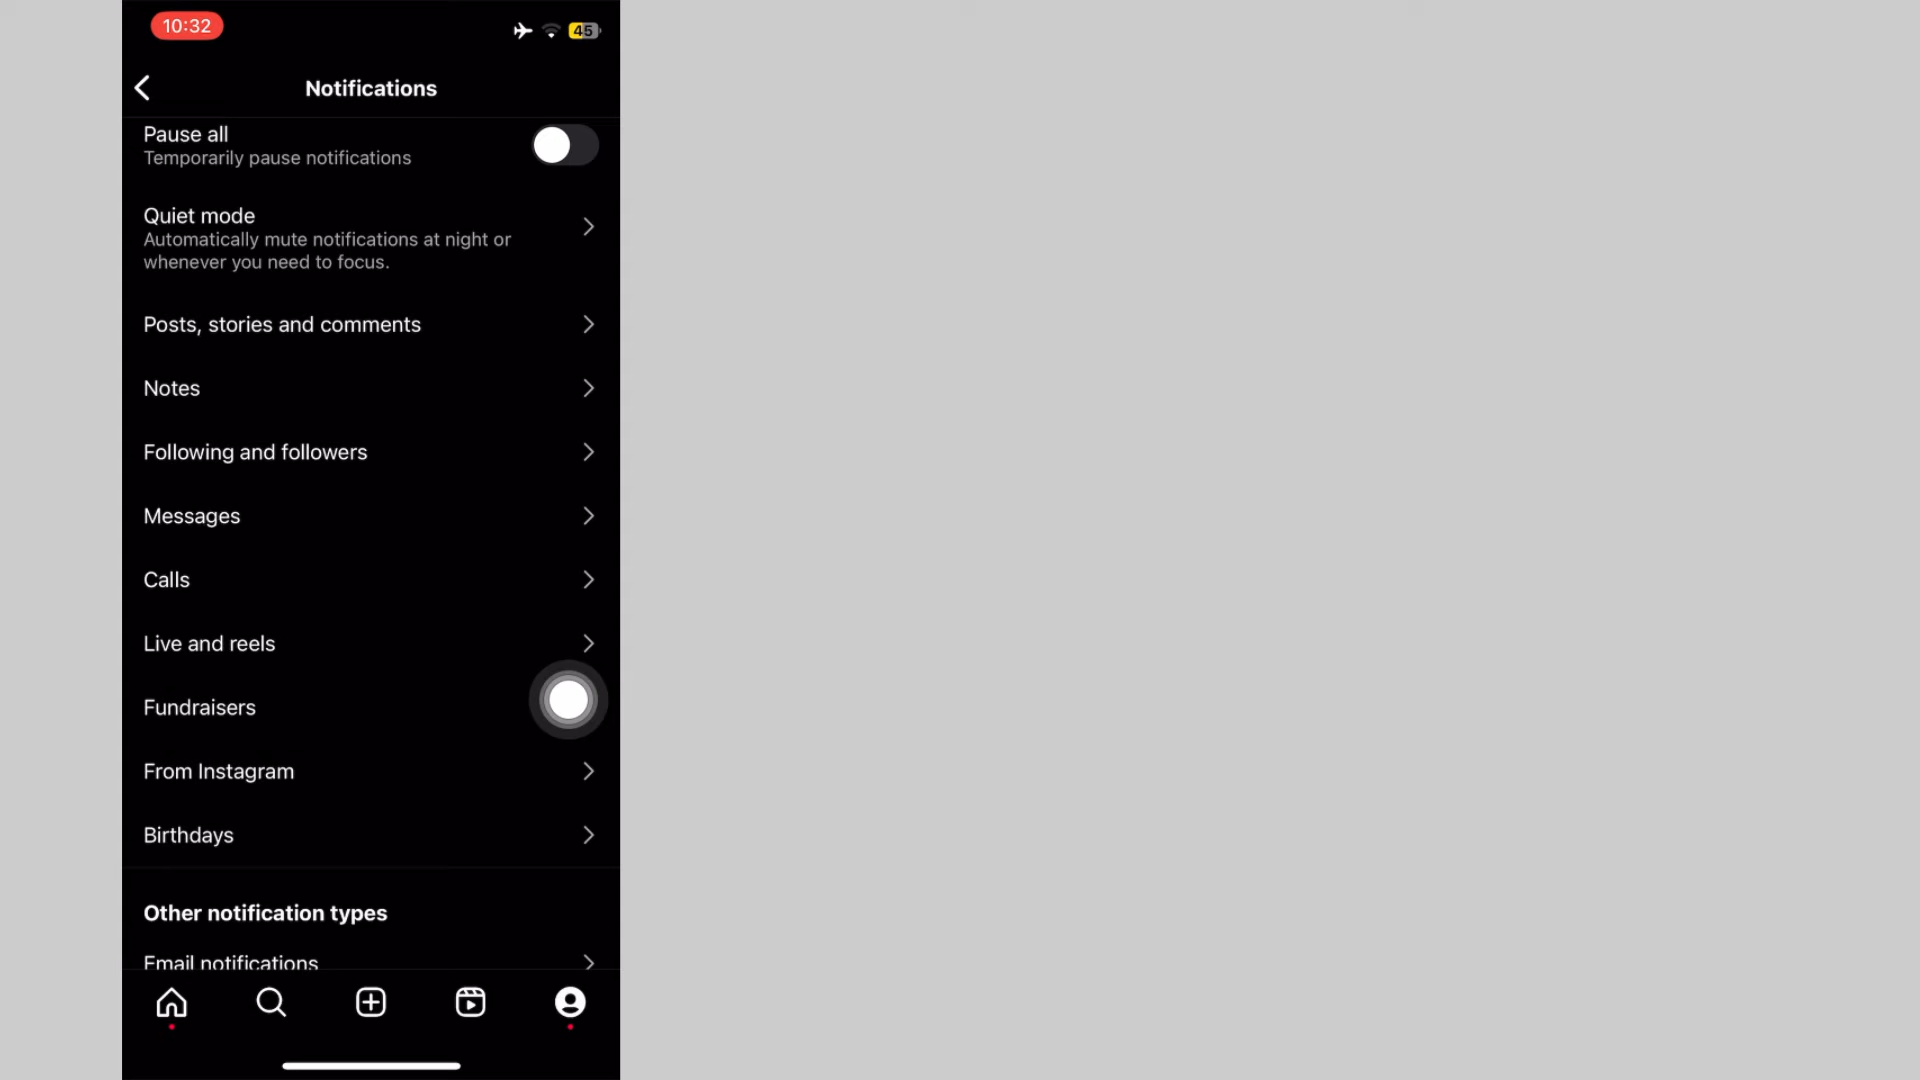 10:32
45
Notifications
Pause all
Temporarily pause notifications
Quiet mode
Automatically mute notifications at night or
whenever you need to focus.
Posts, stories and comments
Notes
Following and followers
Messages
Calls
Live and reels
Fundraisers
From Instagram
Birthdays
Other notification types
Email notifications